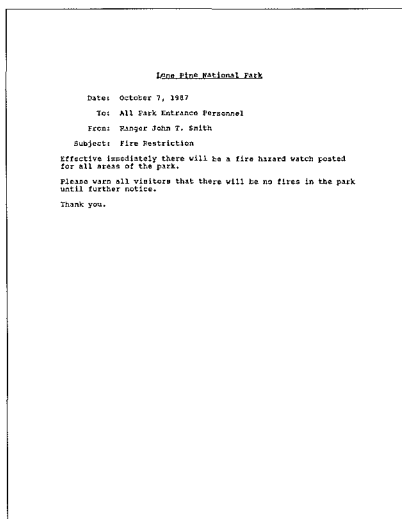 Lone Pine National Park
Date: October 7, 1987
To: All Park Entrance Personnel
From: Ranger John T. Smith
Subject: Fire Restriction
Effective immediately there will be a fire hazard watch posted
for all areas of the park.
Please warn all visitors that there will be no fires in the park
until further notice.
Thank you.